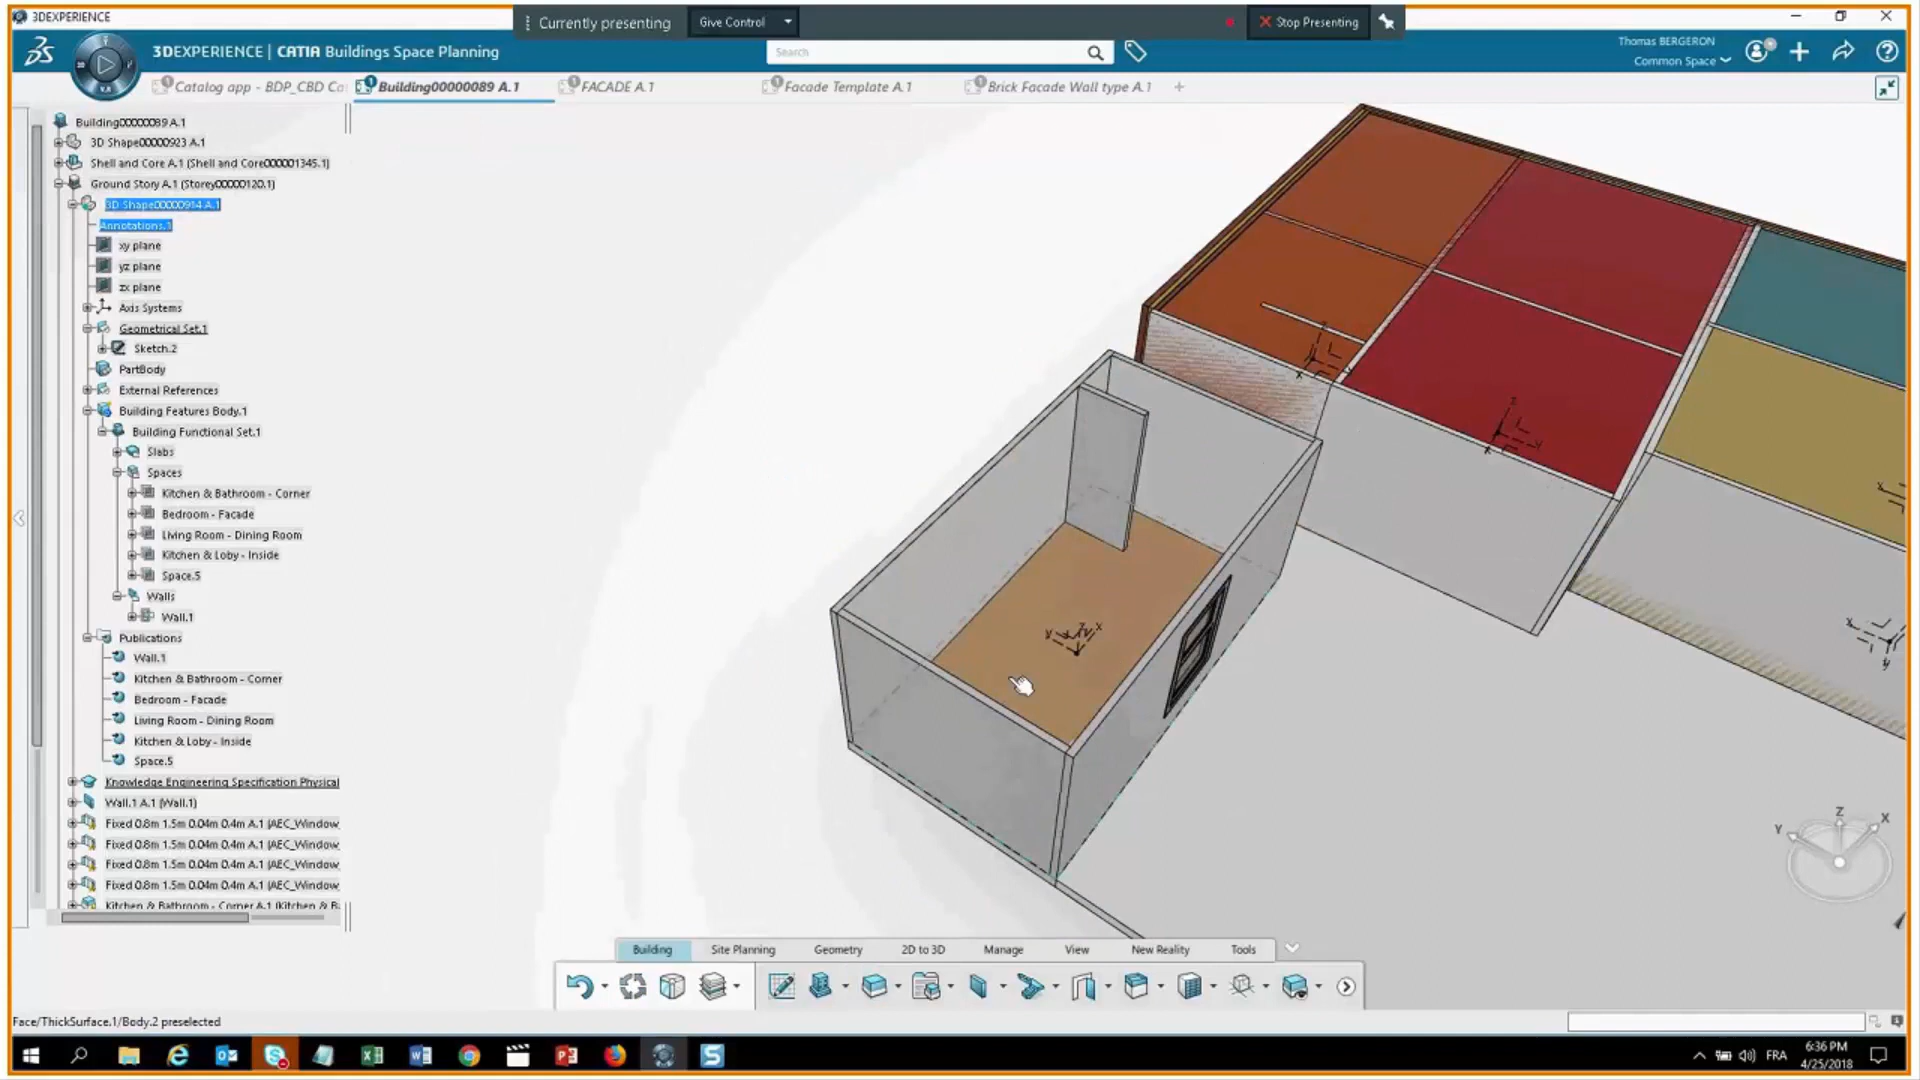 3DEXPERIENCE
Currently presenting
Give Control
Stop Presenting
3DEXPERIENCE | CATIA Buildings Space Planning
Search
Thomas BERGERON
Common Space
Catalog app - BDP_CBD Ca
Building00000089 A.1
FACADE A.1
Facade Template A.1
Brick Facade Wall type A.1
Building00000089 A.1
3D Shape00000923 A.1
Shell and Core A.1 (Shell and Core000001345.1)
Ground Story A.1 (Storey00000120.1)
3D Shape00000914 A.1
Annotations.1
xy plane
yz plane
zx plane
Axis Systems
Geometrical Set.1
Sketch.2
PartBody
External References
Building Features Body.1
Building Functional Set.1
Slabs
Spaces
Kitchen & Bathroom - Corner
Bedroom - Facade
Living Room - Dining Room
Kitchen & Loby - Inside
Space.5
Walls
Wall.1
Publications
Wall.1
Kitchen & Bathroom - Corner
Bedroom - Facade
Living Room - Dining Room
Kitchen & Loby - Inside
Space.5
Knowledge Engineering Specification Physical
Wall.1 A.1 (Wall.1)
Fixed 0.8m 1.5m 0.04m 0.4m A.1 (AEC_Window_
Fixed 0.8m 1.5m 0.04m 0.4m A.1 (AEC_Window_
Fixed 0.8m 1.5m 0.04m 0.4m A.1 (AEC_Window_
Fixed 0.8m 1.5m 0.04m 0.4m A.1 (AEC_Window_
Kitchen & Bathroom - Corner A.1 (Kitchen & B
Z
X
Y
Building
Site Planning
Geometry
2D to 3D
Manage
View
New Reality
Tools
Face/ThickSurface.1/Body.2 preselected
FRA
6:36 PM
4/25/2018